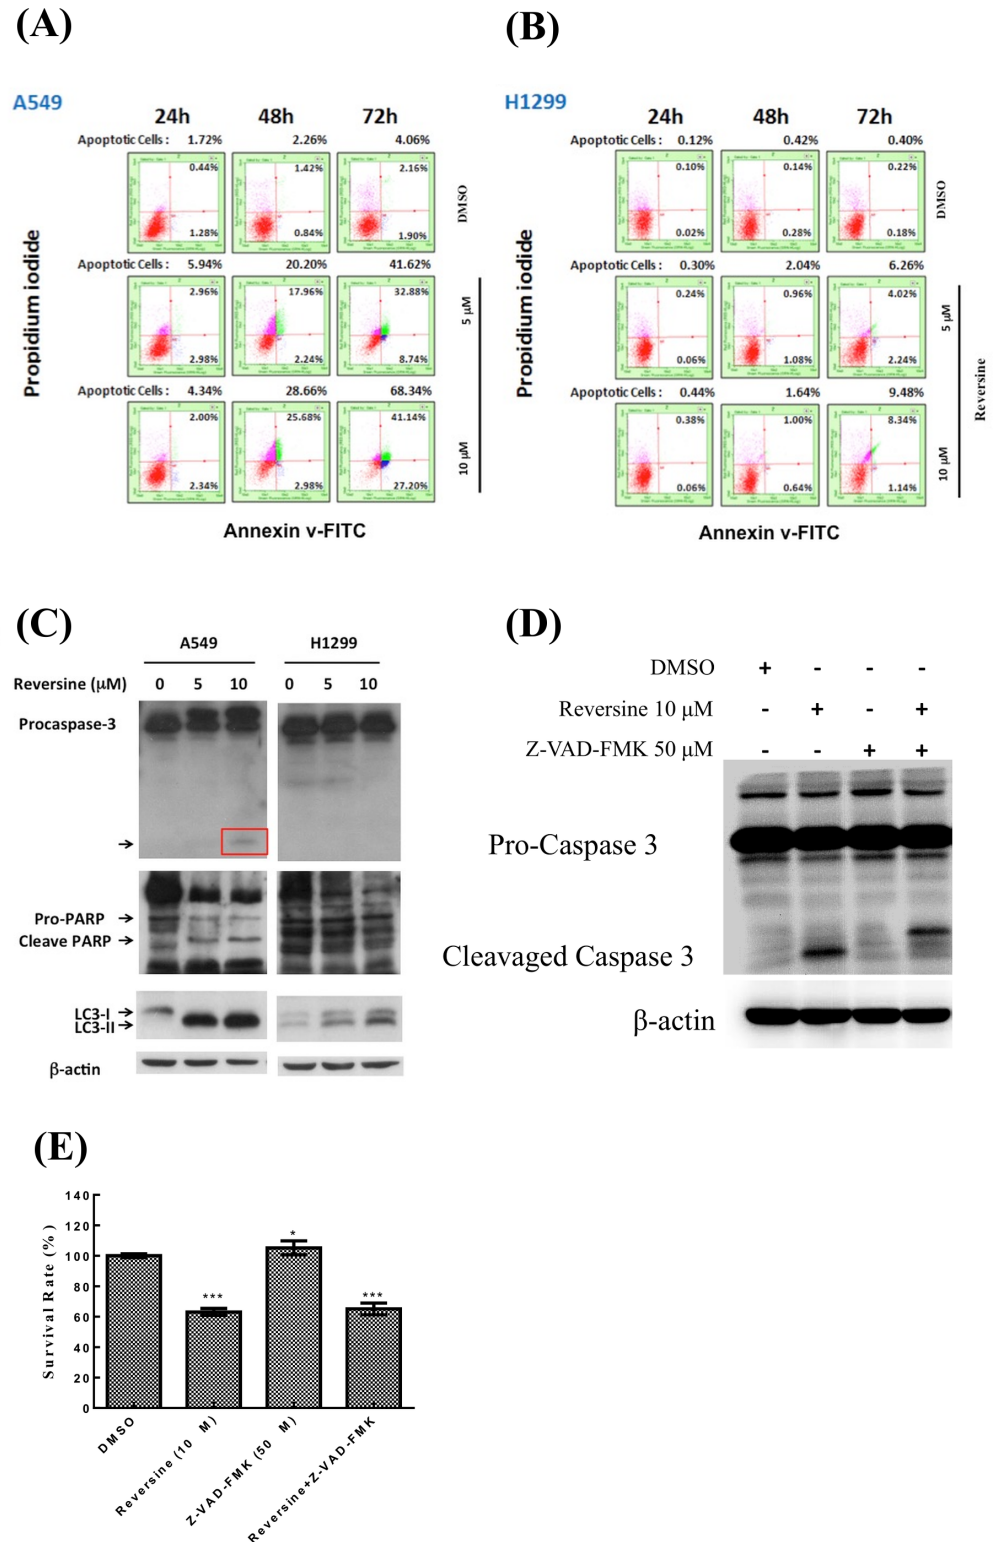 (A)
A549
24h 48h 72h
Apoptotic Cells : 1.72% 2.26% 4.06%
0.44% 1.42% 2.16%
1.28% 0.84% 1.90%
DMSO
Apoptotic Cells : 5.94% 20.20% 41.62%
2.96% 17.96% 32.88%
2.98% 2.24% 8.74%
5 μM
Apoptotic Cells : 4.34% 28.66% 68.34%
2.00% 25.68% 41.14%
2.34% 2.98% 27.20%
10 μM
Propidium iodide
Annexin v-FITC
(B)
H1299
24h 48h 72h
Apoptotic Cells : 0.12% 0.42% 0.40%
0.10% 0.14% 0.22%
0.02% 0.28% 0.18%
DMSO
Apoptotic Cells : 0.30% 2.04% 6.26%
0.24% 0.96% 4.02%
0.06% 1.08% 2.24%
5 μM
Apoptotic Cells : 0.44% 1.64% 9.48%
0.38% 1.00% 8.34%
0.06% 0.64% 1.14%
10 μM
Reversine
Propidium iodide
Annexin v-FITC
(C)
A549 H1299
Reversine (μM) 0 5 10 0 5 10
Procaspase-3
Pro-PARP
Cleave PARP
LC3-I
LC3-II
β-actin
(D)
DMSO + - - -
Reversine 10 μM - + - +
Z-VAD-FMK 50 μM - - + +
Pro-Caspase 3
Cleavaged Caspase 3
β-actin
(E)
Survival Rate (%)
140
120
100
80
60
40
20
0
***
*
***
DMSO
Reversine (10 M)
Z-VAD-FMK (50 M)
Reversine+Z-VAD-FMK